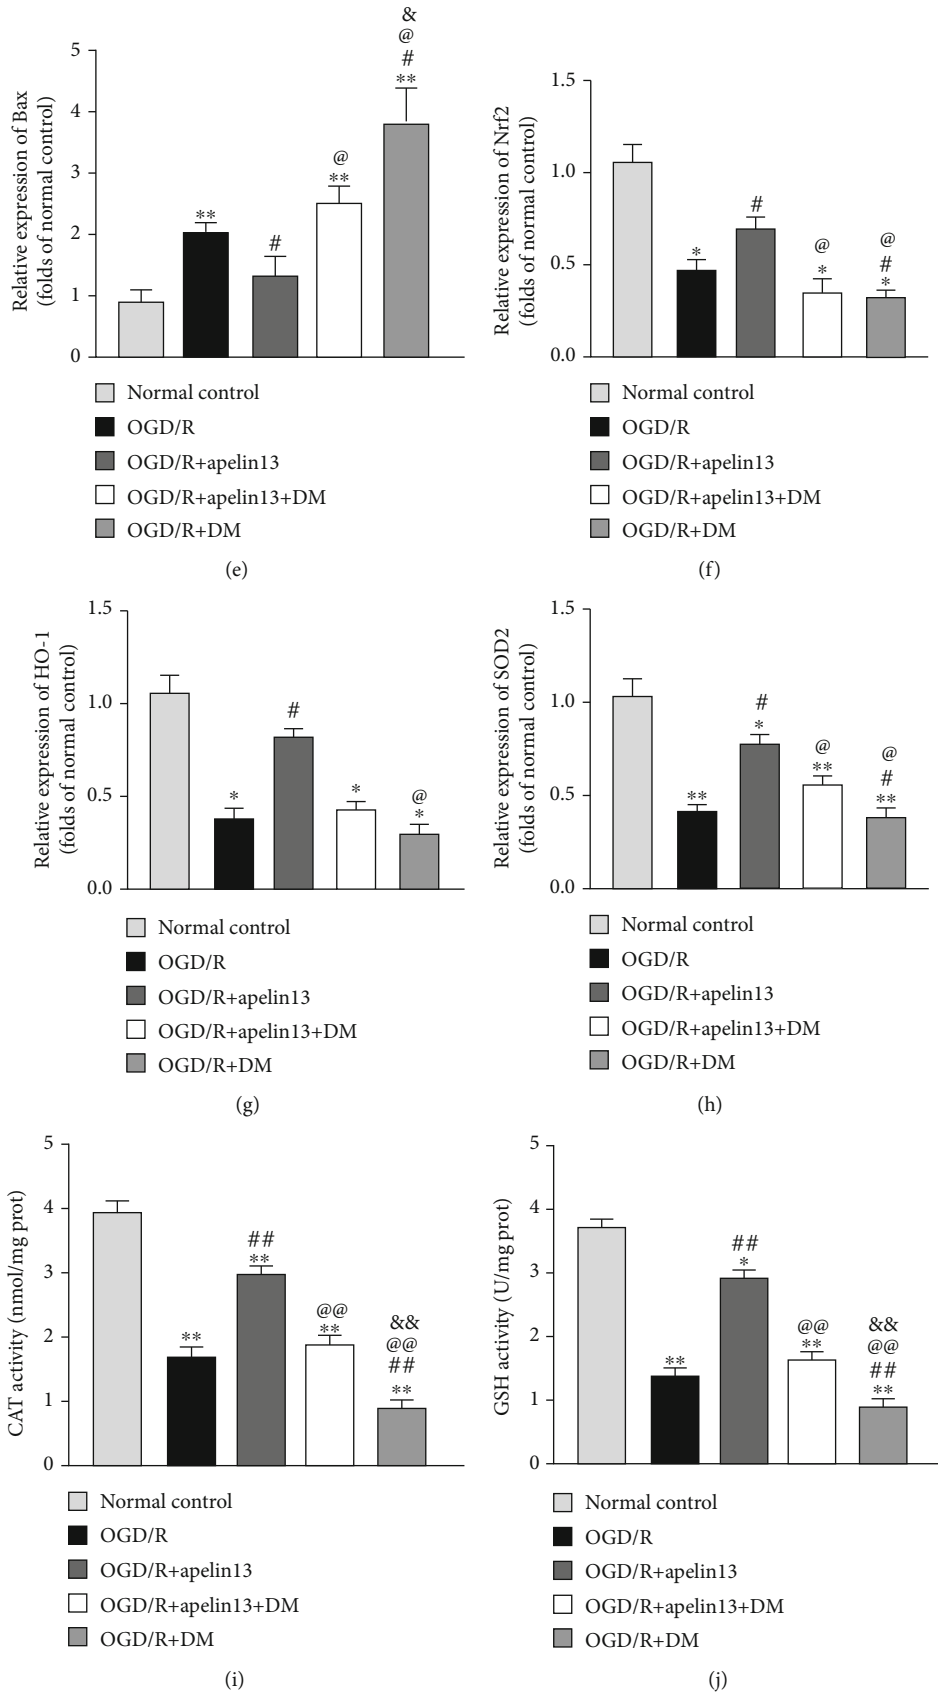 Relative expression of Bax
(folds of normal control)
5
4
3
2
1
0
**
#
@
**
&
@
#
**
Normal control
OGD/R
OGD/R+apelin13
OGD/R+apelin13+DM
OGD/R+DM
(e)
Relative expression of Nrf2
(folds of normal control)
1.5
1.0
0.5
0.0
*
#
@
*
@
#
*
Normal control
OGD/R
OGD/R+apelin13
OGD/R+apelin13+DM
OGD/R+DM
(f)
Relative expression of HO-1
(folds of normal control)
1.5
1.0
0.5
0.0
*
#
*
@
*
Normal control
OGD/R
OGD/R+apelin13
OGD/R+apelin13+DM
OGD/R+DM
(g)
Relative expression of SOD2
(folds of normal control)
1.5
1.0
0.5
0.0
**
#
*
@
**
@
#
**
Normal control
OGD/R
OGD/R+apelin13
OGD/R+apelin13+DM
OGD/R+DM
(h)
CAT activity (nmol/mg prot)
5
4
3
2
1
0
**
##
**
@@
**
&&
@@
##
**
Normal control
OGD/R
OGD/R+apelin13
OGD/R+apelin13+DM
OGD/R+DM
(i)
GSH activity (U/mg prot)
5
4
3
2
1
0
**
##
*
@@
**
&&
@@
##
**
Normal control
OGD/R
OGD/R+apelin13
OGD/R+apelin13+DM
OGD/R+DM
(j)